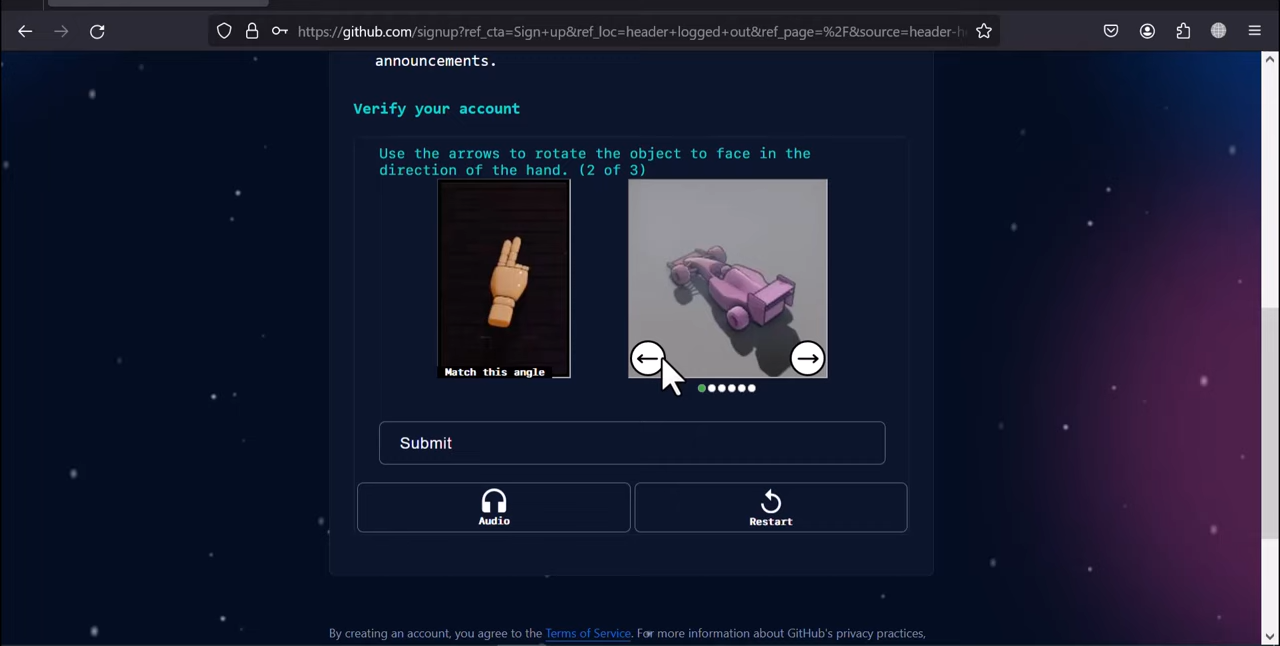 https://github.com/signup?ref_cta=Sign+up&ref_loc=header+logged+out&ref_page=%2F&source=header-h
announcements.
Verify your account
Use the arrows to rotate the object to face in the
direction of the hand. (2 of 3)
Match this angle
Submit
Audio
Restart
By creating an account, you agree to the Terms of Service. For more information about GitHub's privacy practices,